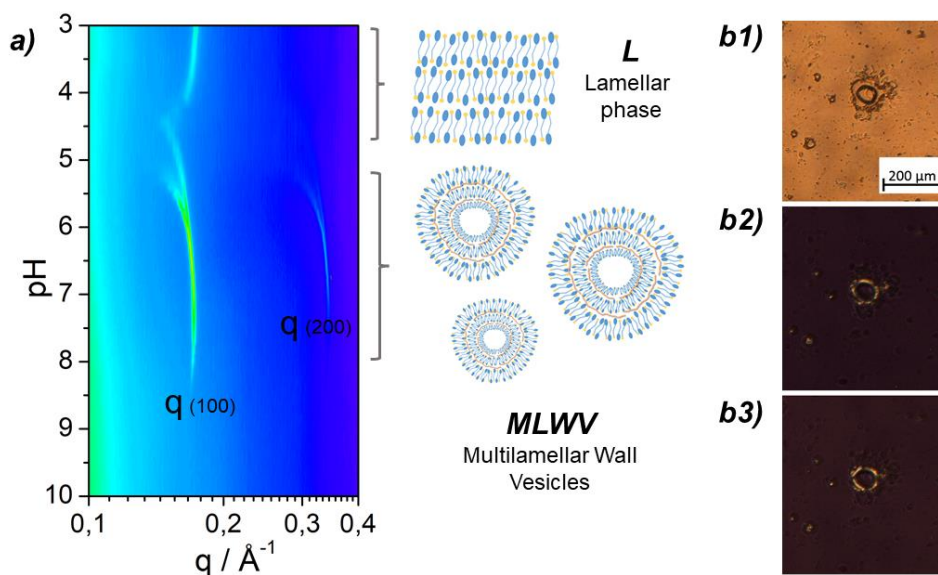 a)
3
4
5
6
7
8
9
10
pH
q (200)
q (100)
0,1
0,2
0,3
0,4
q / Å-1
L
Lamellar
phase
MLWV
Multilamellar Wall
Vesicles
b1)
200 µm
b2)
b3)